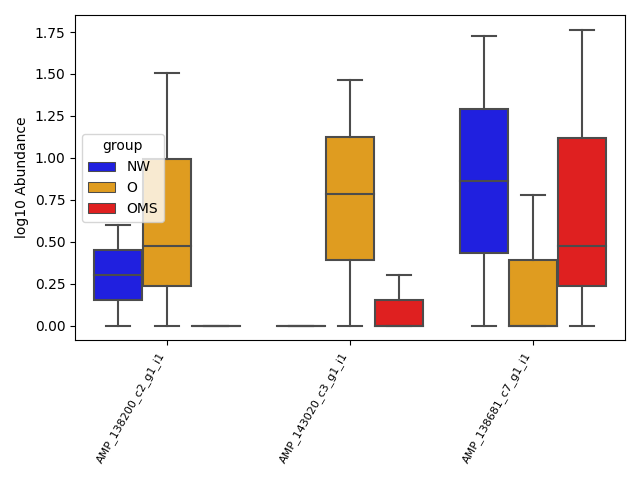 1.75
1.50
1.25
1.00
0.75
0.50
0.25
0.00
log10 Abundance
group
NW
O
OMS
AMP_138200_c2_g1_i1
AMP_143020_c3_g1_i1
AMP_138681_c7_g1_i1